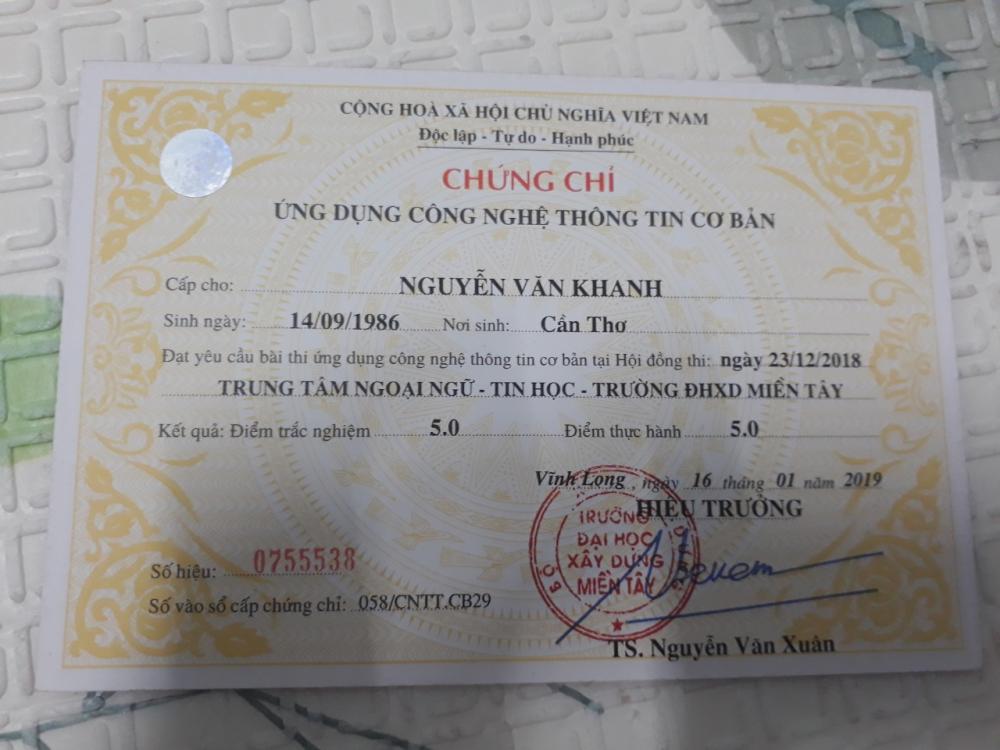 CỘNG HOÀ XÃ HỘI CHỦ NGHĨA VIỆT NAM
Độc lập - Tự do - Hạnh phúc
CHỨNG CHỈ
ỨNG DỤNG CÔNG NGHỆ THÔNG TIN CƠ BẢN
Cấp cho: NGUYỄN VĂN KHANH
Sinh ngày: 14/09/1986 Nơi sinh: Cần Thơ
Đạt yêu cầu bài thi ứng dụng công nghệ thông tin cơ bản tại Hội đồng thi: ngày 23/12/2018
TRUNG TÂM NGOẠI NGỮ - TIN HỌC - TRƯỜNG ĐHXD MIỀN TÂY
Kết quả: Điểm trắc nghiệm 5.0 Điểm thực hành 5.0
Vĩnh Long, ngày 16 tháng 01 năm 2019
HIỆU TRƯỞNG
TRƯỜNG
ĐẠI HỌC
XÂY DỰNG
MIỀN TÂY
BỘ
Số hiệu: 0755538
Số vào sổ cấp chứng chỉ: 058/CNTT.CB29
TS. Nguyễn Văn Xuân